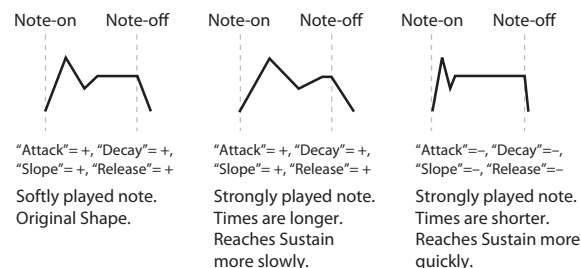 Note-on Note-off Note-on Note-off Note-on Note-off
“Attack”= +, “Decay”= +,
“Slope”= +, “Release”= +
Softly played note.
Original Shape.
“Attack”= +, “Decay”= +,
“Slope”= +, “Release”= +
Strongly played note.
Times are longer.
Reaches Sustain
more slowly.
“Attack”=–, “Decay”=–,
“Slope”=–, “Release”=–
Strongly played note.
Times are shorter.
Reaches Sustain more
quickly.